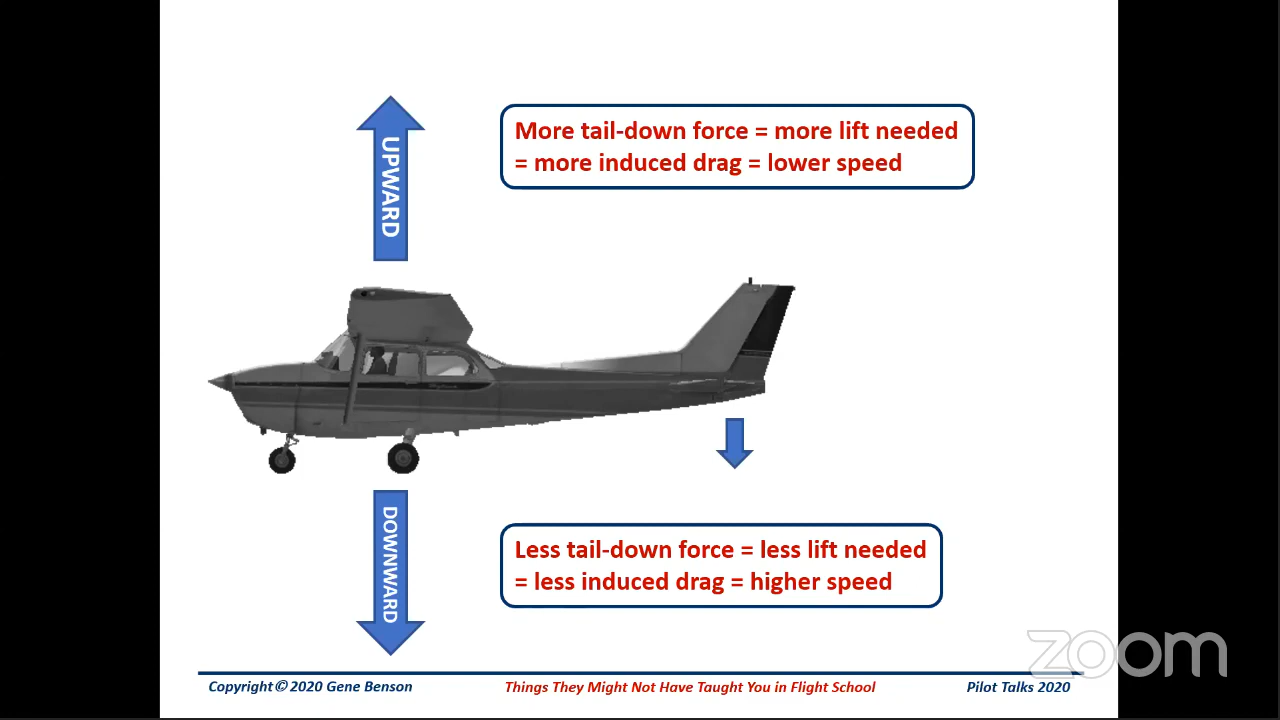 UPWARD
More tail-down force = more lift needed
= more induced drag = lower speed
DOWNWARD
Less tail-down force = less lift needed
= less induced drag = higher speed
zoom
Copyright © 2020 Gene Benson
Things They Might Not Have Taught You in Flight School
Pilot Talks 2020